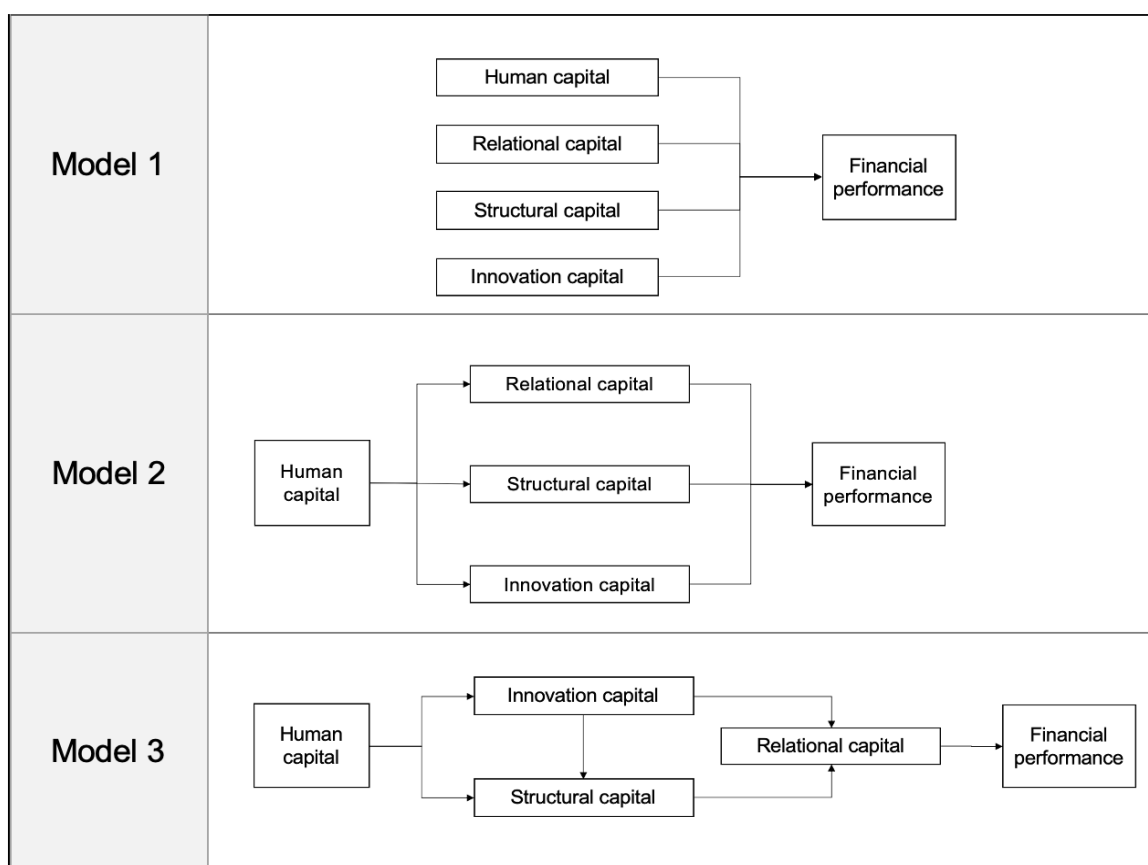 Model 1
Human capital
Relational capital
Structural capital
Innovation capital
Financial
performance
Model 2
Human
capital
Relational capital
Structural capital
Innovation capital
Financial
performance
Model 3
Human
capital
Innovation capital
Structural capital
Relational capital
Financial
performance